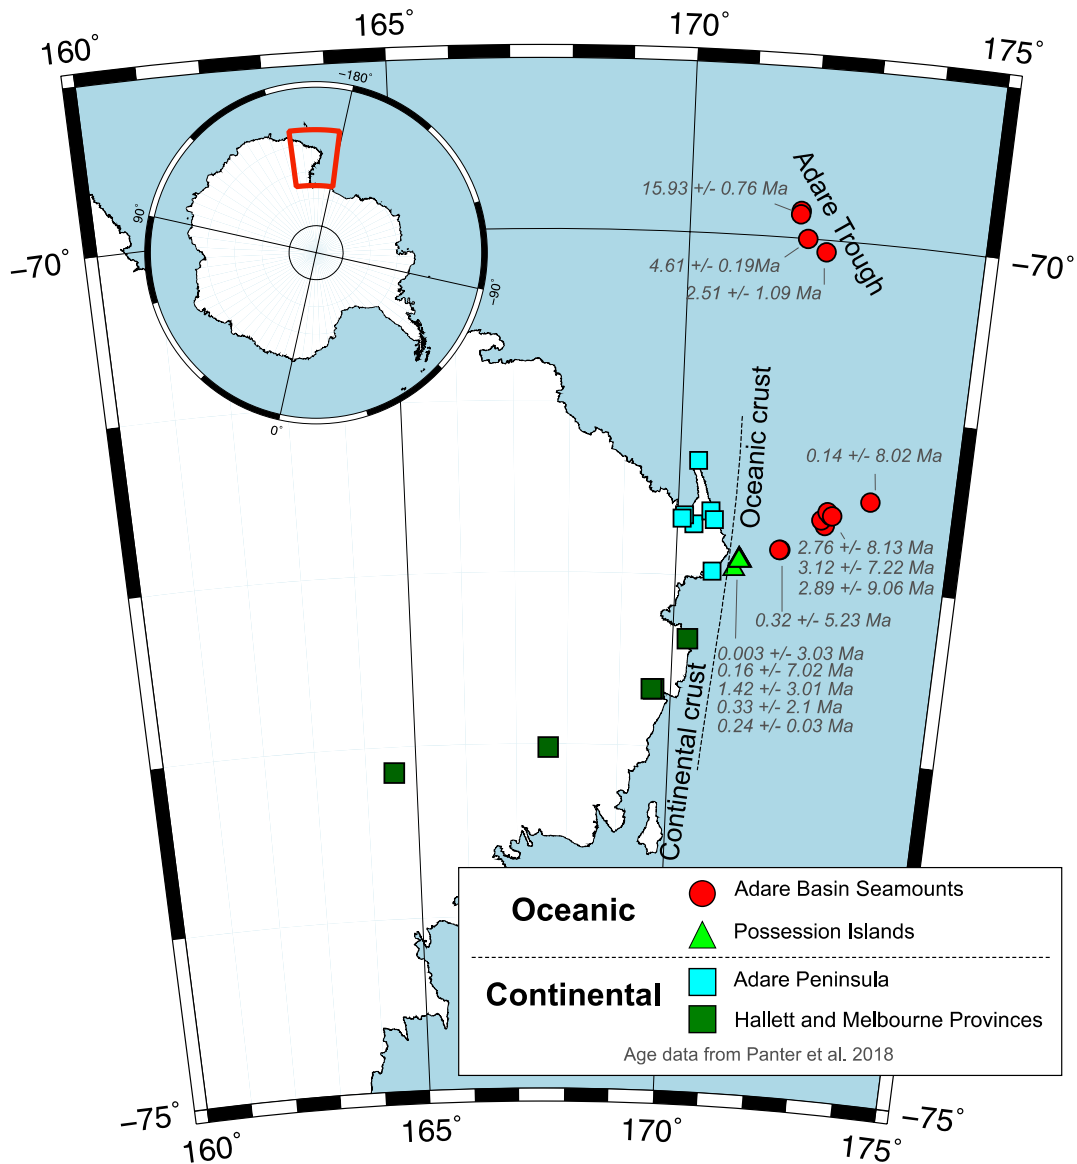 160°
165°
170°
175°
−180°
90°
−90°
0°
−70°
−70°
Adare Trough
15.93 +/- 0.76 Ma
4.61 +/- 0.19Ma
2.51 +/- 1.09 Ma
Oceanic crust
0.14 +/- 8.02 Ma
2.76 +/- 8.13 Ma
3.12 +/- 7.22 Ma
2.89 +/- 9.06 Ma
0.32 +/- 5.23 Ma
0.003 +/- 3.03 Ma
0.16 +/- 7.02 Ma
1.42 +/- 3.01 Ma
0.33 +/- 2.1 Ma
0.24 +/- 0.03 Ma
Continental crust
Oceanic
Adare Basin Seamounts
Possession Islands
Continental
Adare Peninsula
Hallett and Melbourne Provinces
Age data from Panter et al. 2018
−75°
−75°
160°
165°
170°
175°